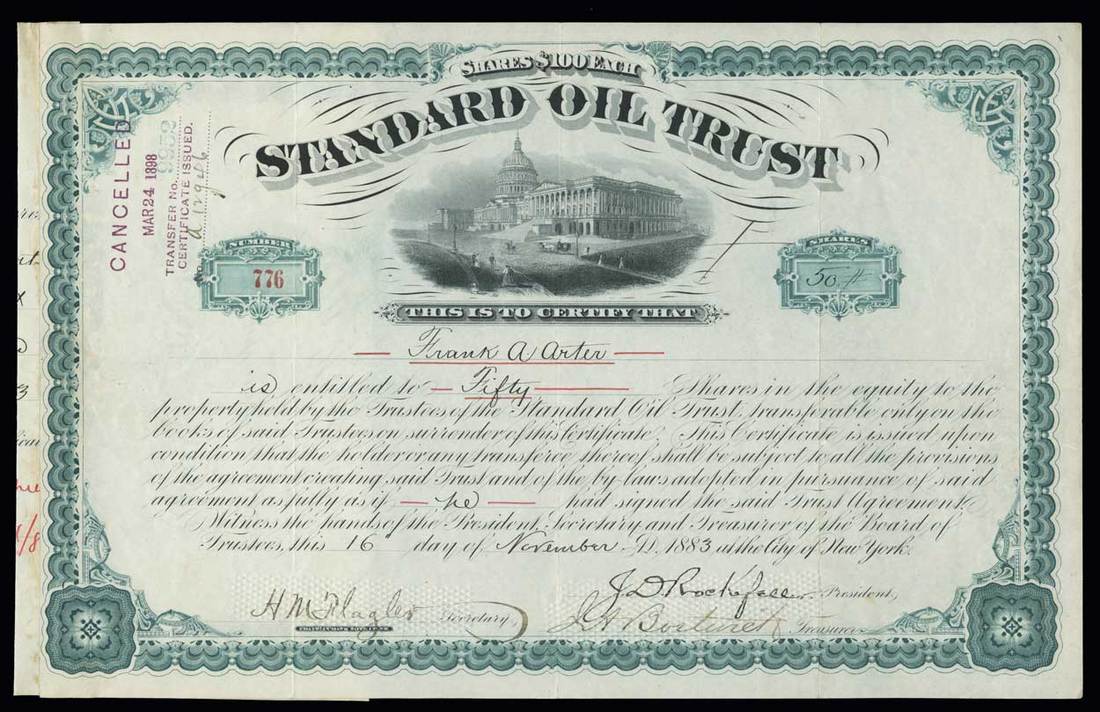 SHARES $100 EACH
STANDARD OIL TRUST
CANCELLED
MAR 24 1898
TRANSFER No.
CERTIFICATE ISSUED.
NUMBER
776
SHARES
50
THIS IS TO CERTIFY THAT
Frank A Arter
is entitled to Fifty Shares in the equity to the
property held by the Trustees of the Standard Oil Trust, transferable only on the
books of said Trustees on surrender of this Certificate. This Certificate is issued upon
condition that the holder or any transferee thereof shall be subject to all the provisions
of the agreement creating said Trust and of the by-laws adopted in pursuance of said
agreement as fully as if he had signed the said Trust Agreement.
Witness the hands of the President, Secretary and Treasurer of the Board of
Trustees, this 16 day of November A.D. 1883 at the City of New York.
J.D. Rockefeller President,
H M Flagler Secretary,
Treasurer